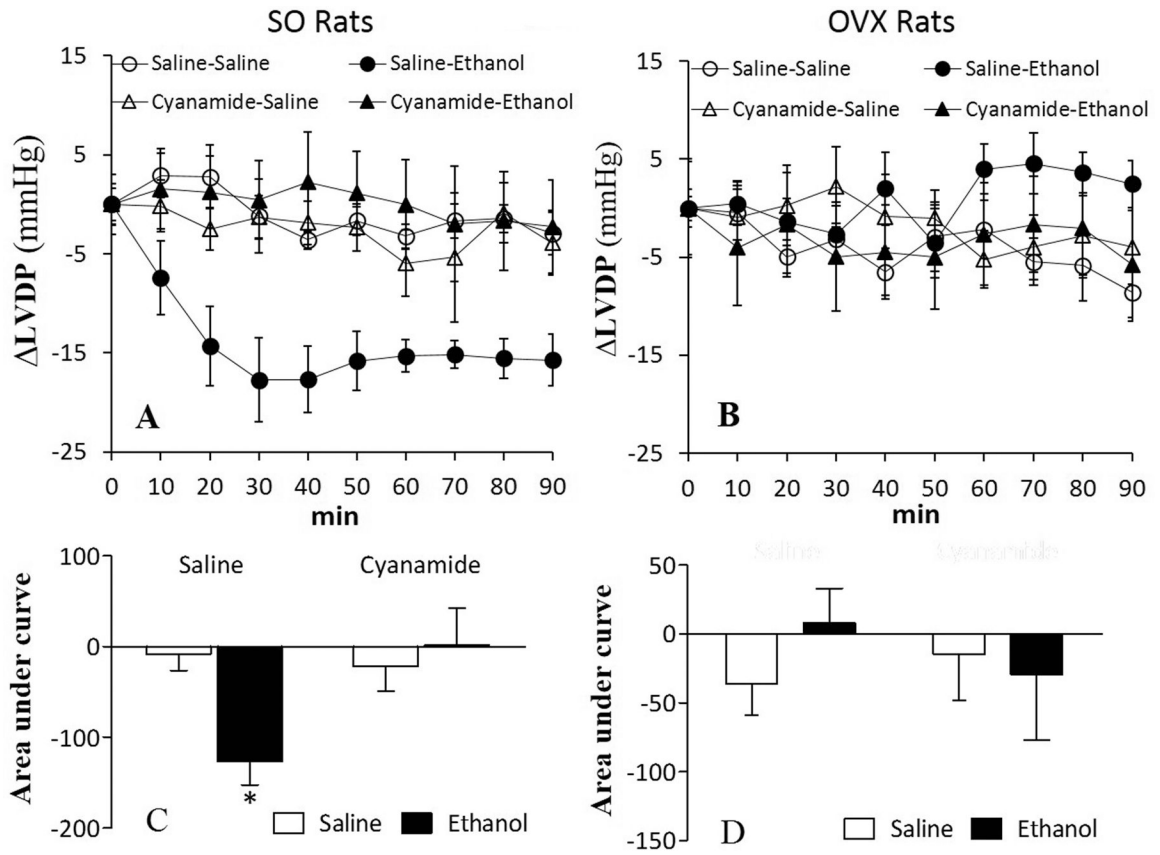 SO Rats
OVX Rats
Saline-Saline
Saline-Ethanol
Cyanamide-Saline
Cyanamide-Ethanol
15
5
-5
-15
-25
ΔLVDP (mmHg)
A
0 10 20 30 40 50 60 70 80 90
min
Saline-Saline
Saline-Ethanol
Cyanamide-Saline
Cyanamide-Ethanol
15
5
-5
-15
-25
ΔLVDP (mmHg)
B
0 10 20 30 40 50 60 70 80 90
min
Saline Cyanamide
100
0
-100
-200
Area under curve
*
C
Saline
Ethanol
Saline
50
0
-50
-100
-150
Area under curve
D
Saline
Ethanol